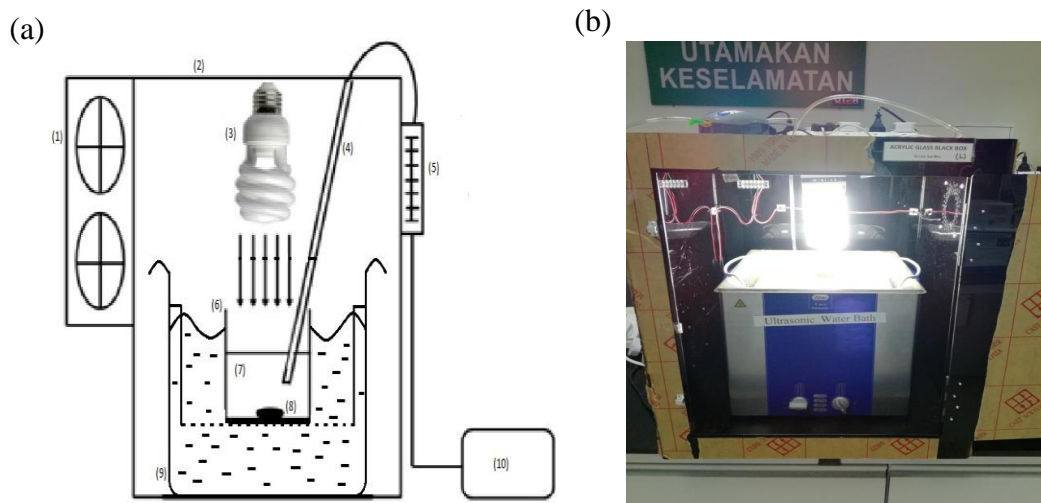 (a)
(b)
(1)
(2)
(3)
(4)
(5)
(6)
(7)
(8)
(9)
(10)
UTAMAKAN
KESELAMATAN
ACRYLIC GLASS BLACK BOX
(L)
Ultrasonic Water Bath